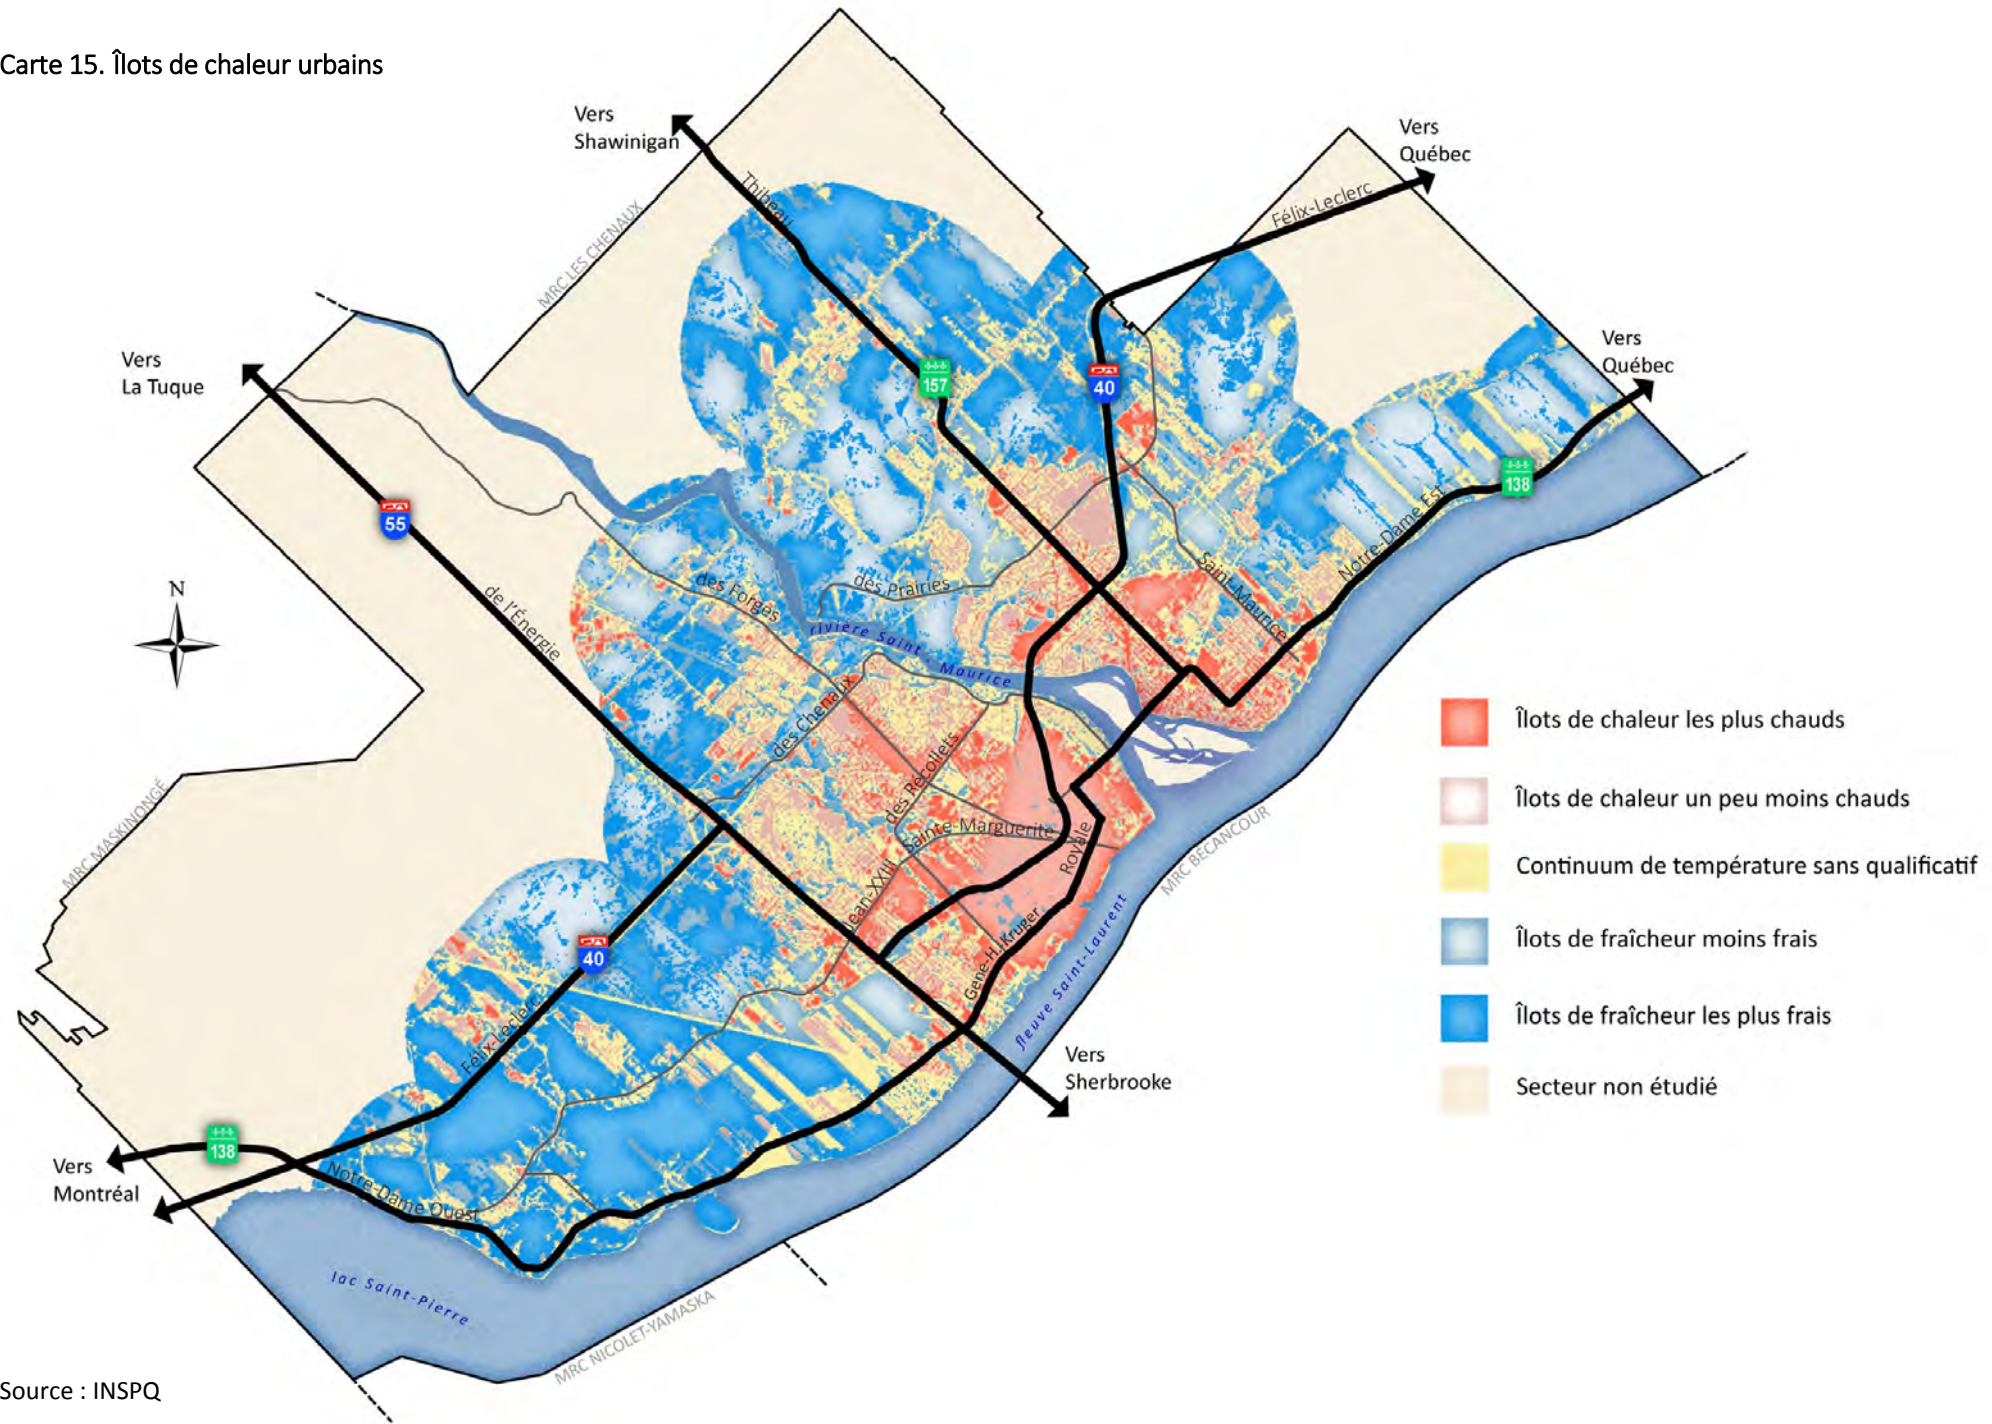 Carte 15. Îlots de chaleur urbains
Vers
Shawinigan
Vers
Québec
Thibeau
Félix-Leclerc
MRC LES CHENAUX
Vers
Québec
Vers
La Tuque
157
40
138
55
Notre-Dame Est
Saint-Maurice
des Prairies
des Forges
de l'Énergie
rivière Saint-Maurice
N
des Chenaux
des Récollets
Sainte-Marguerite
Royale
Jean-XXIII
Gene-H.-Kruger
MRC BÉCANCOUR
MRC MASKINONGÉ
fleuve Saint-Laurent
40
Félix-Leclerc
Vers
Sherbrooke
138
Vers
Montréal
Notre-Dame Ouest
lac Saint-Pierre
MRC NICOLET-YAMASKA
Îlots de chaleur les plus chauds
Îlots de chaleur un peu moins chauds
Continuum de température sans qualificatif
Îlots de fraîcheur moins frais
Îlots de fraîcheur les plus frais
Secteur non étudié
Source : INSPQ